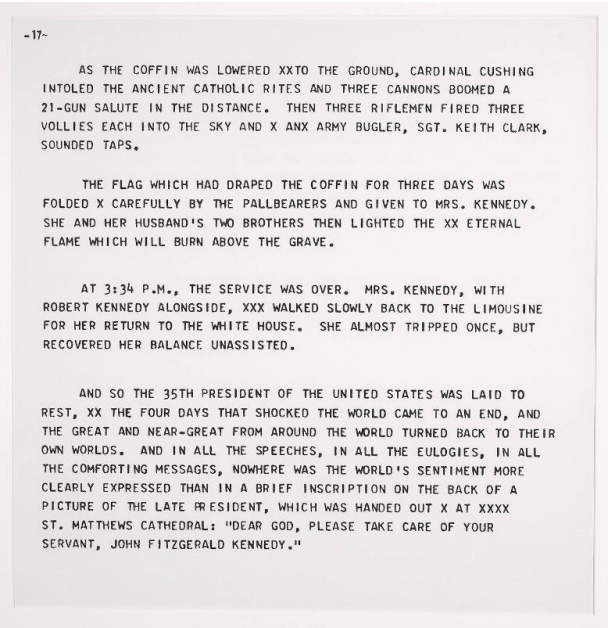 -17-
AS THE COFFIN WAS LOWERED XXTO THE GROUND, CARDINAL CUSHING
INTOLED THE ANCIENT CATHOLIC RITES AND THREE CANNONS BOOMED A
21-GUN SALUTE IN THE DISTANCE. THEN THREE RIFLEMEN FIRED THREE
VOLLIES EACH INTO THE SKY AND X ANX ARMY BUGLER, SGT. KEITH CLARK,
SOUNDED TAPS.
THE FLAG WHICH HAD DRAPED THE COFFIN FOR THREE DAYS WAS
FOLDED X CAREFULLY BY THE PALLBEARERS AND GIVEN TO MRS. KENNEDY.
SHE AND HER HUSBAND'S TWO BROTHERS THEN LIGHTED THE XX ETERNAL
FLAME WHICH WILL BURN ABOVE THE GRAVE.
AT 3:34 P.M., THE SERVICE WAS OVER. MRS. KENNEDY, WITH
ROBERT KENNEDY ALONGSIDE, XXX WALKED SLOWLY BACK TO THE LIMOUSINE
FOR HER RETURN TO THE WHITE HOUSE. SHE ALMOST TRIPPED ONCE, BUT
RECOVERED HER BALANCE UNASSISTED.
AND SO THE 35TH PRESIDENT OF THE UNITED STATES WAS LAID TO
REST, XX THE FOUR DAYS THAT SHOCKED THE WORLD CAME TO AN END, AND
THE GREAT AND NEAR-GREAT FROM AROUND THE WORLD TURNED BACK TO THEIR
OWN WORLDS. AND IN ALL THE SPEECHES, IN ALL THE EULOGIES, IN ALL
THE COMFORTING MESSAGES, NOWHERE WAS THE WORLD'S SENTIMENT MORE
CLEARLY EXPRESSED THAN IN A BRIEF INSCRIPTION ON THE BACK OF A
PICTURE OF THE LATE PRESIDENT, WHICH WAS HANDED OUT X AT XXXX
ST. MATTHEWS CATHEDRAL: "DEAR GOD, PLEASE TAKE CARE OF YOUR
SERVANT, JOHN FITZGERALD KENNEDY."